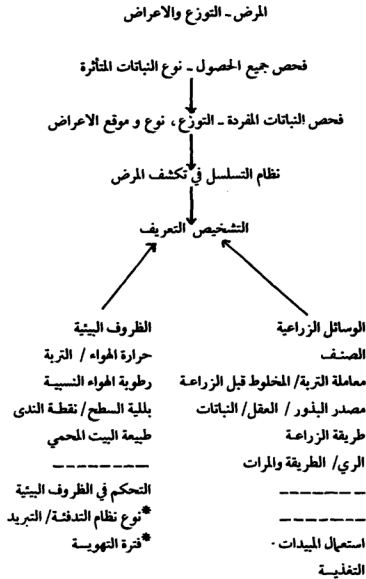 المرض ـ التوزع والاعراض
فحص جميع الحصول ـ نوع النباتات المتأثرة
فحص النباتات المفردة ـ التوزع ، نوع و موقع الاعراض
نظام التسلسل في تكشف المرض
التشخيص التعريف
الوسائل الزراعية
الصنف
معاملة التربة/ المخلوط قبل الزراعة
مصدر البذور / العقل/ النباتات
طريقة الزراعة
الري/ الطريقة والمرات
ـ ـ ـ ـ ـ ـ ـ
ـ ـ ـ ـ ـ ـ ـ
استعمال المبيدات ·
التغذية
الظروف البيئية
حرارة الهواء / التربة
رطوبة الهواء النسبية
بللية السطح/ نقطة الندى
طبيعة البيت المحمي
ـ ـ ـ ـ ـ ـ ـ ـ
التحكم في الظروف البيئية
*نوع نظام التدفئة/ التبريد
*فترة التهوية